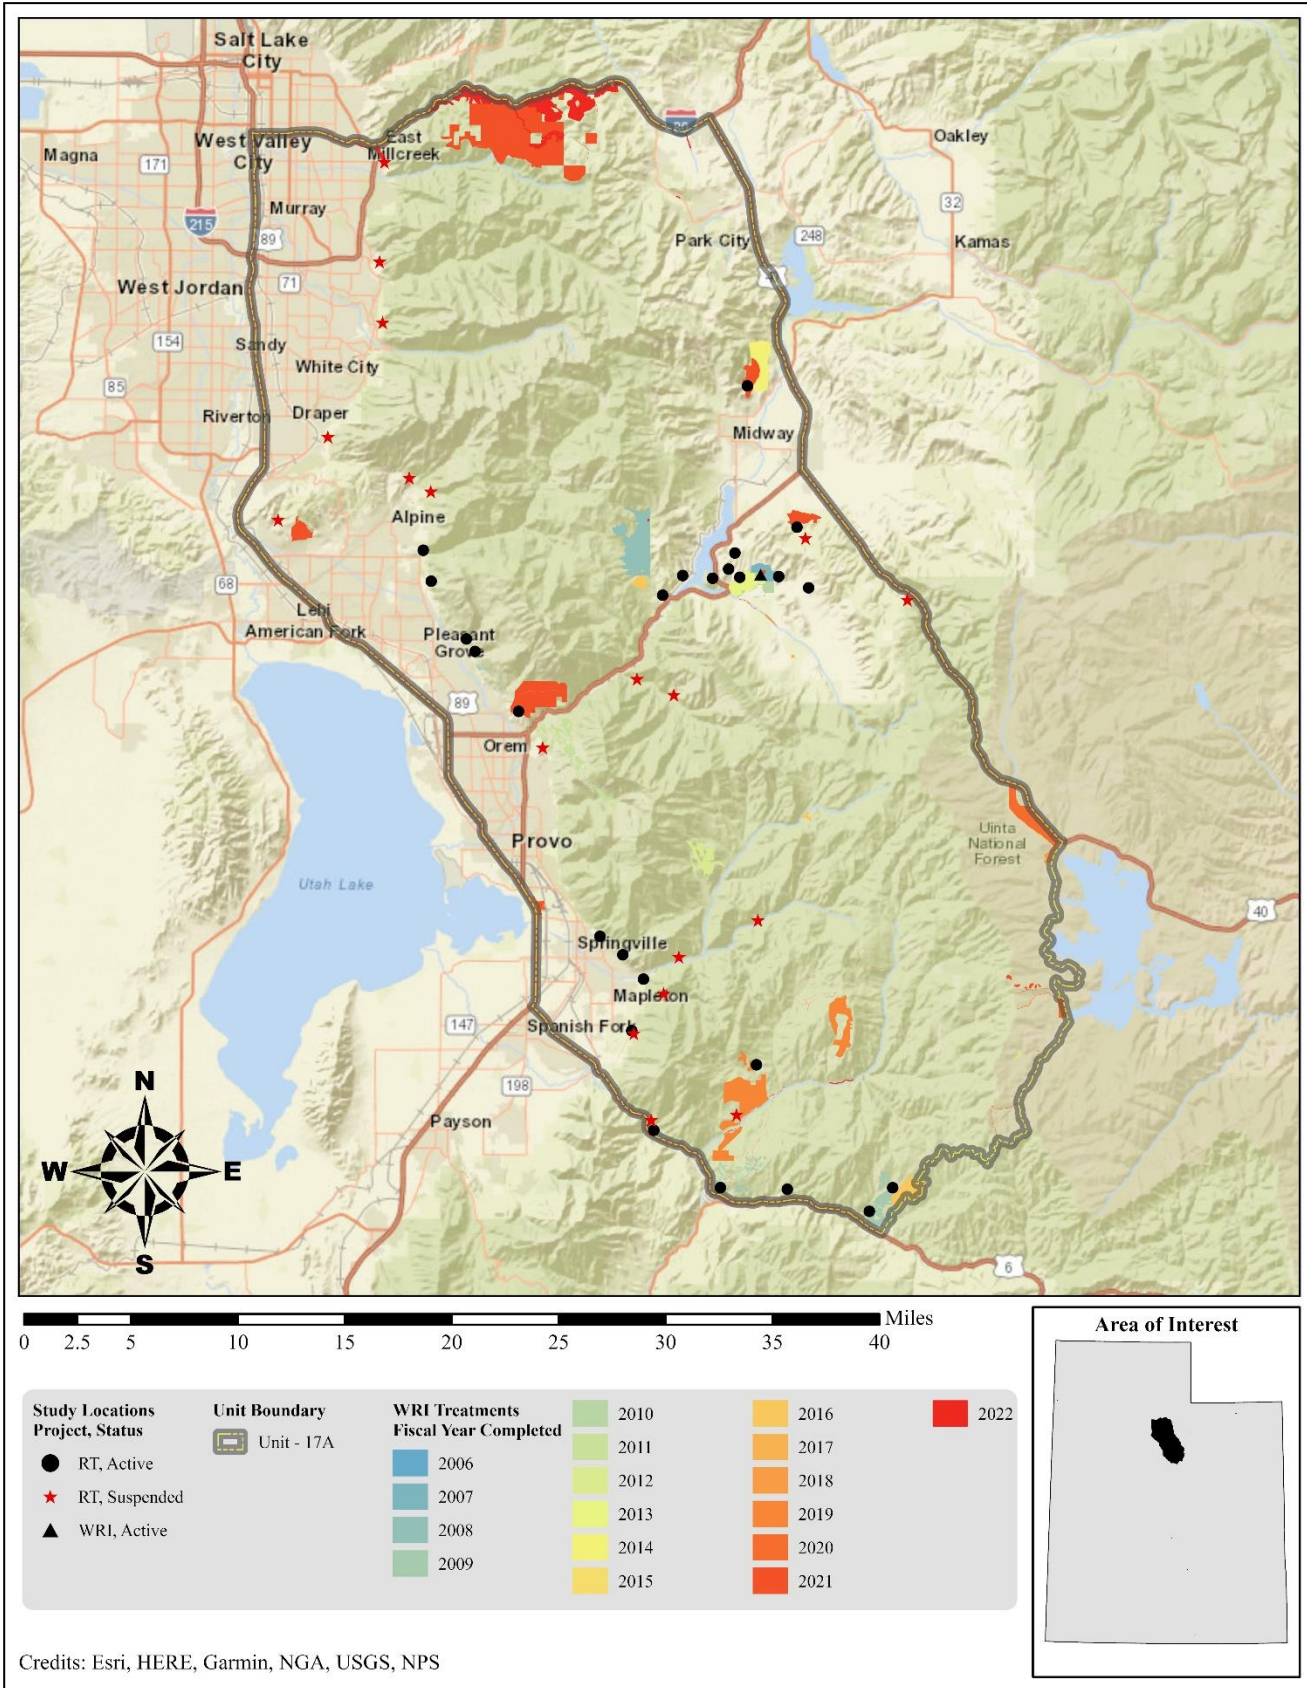 Salt Lake
City
East
Millcreek
West Valley
City
Magna
171
Oakley
215
Murray
89
32
Park City
248
Kamas
West Jordan
71
154
Sandy
White City
85
Riverton
Draper
Midway
Alpine
68
Lehi
American Fork
Pleasant
Grove
89
Orem
Provo
Uinta
National
Forest
Utah Lake
40
Springville
Mapleton
147
Spanish Fork
198
Payson
6
N
W
E
S
0 2.5 5 10 15 20 25 30 35 40 Miles
Area of Interest
Study Locations
Project, Status
RT, Active
RT, Suspended
WRI, Active
Unit Boundary
Unit - 17A
WRI Treatments
Fiscal Year Completed
2006
2007
2008
2009
2010
2011
2012
2013
2014
2015
2016
2017
2018
2019
2020
2021
2022
Credits: Esri, HERE, Garmin, NGA, USGS, NPS